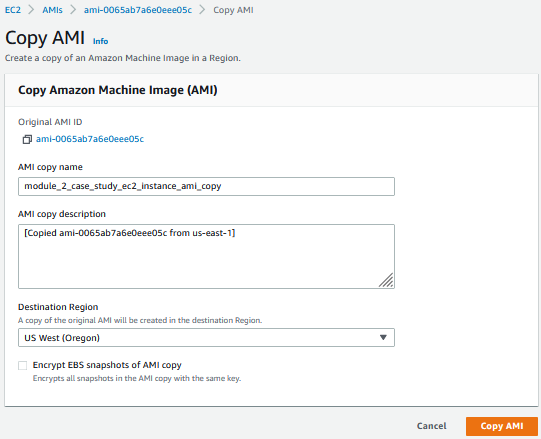 EC2 > AMIs > ami-0065ab7a6e0eee05c > Copy AMI
Copy AMI Info
Create a copy of an Amazon Machine Image in a Region.
Copy Amazon Machine Image (AMI)
Original AMI ID
ami-0065ab7a6e0eee05c
AMI copy name
module_2_case_study_ec2_instance_ami_copy
AMI copy description
[Copied ami-0065ab7a6e0eee05c from us-east-1]
Destination Region
A copy of the original AMI will be created in the destination Region.
US West (Oregon)
Encrypt EBS snapshots of AMI copy
Encrypts all snapshots in the AMI copy with the same key.
Cancel Copy AMI